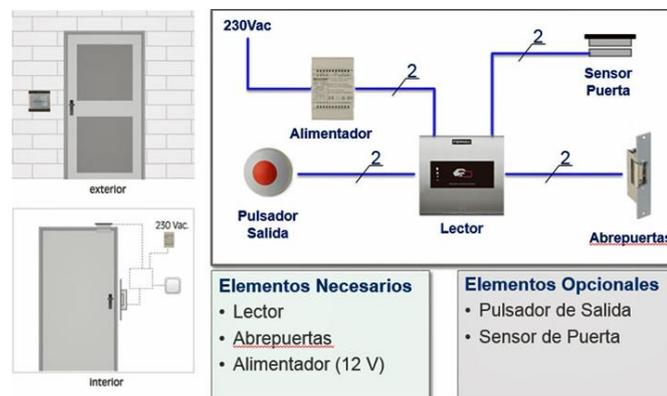 exterior
230 Vac.
interior
230Vac
2
2
Sensor
Puerta
Alimentador
2
2
Pulsador
Salida
FERMAX
Lector
Abrepuertas
Elementos Necesarios
• Lector
• Abrepuertas
• Alimentador (12 V)
Elementos Opcionales
• Pulsador de Salida
• Sensor de Puerta